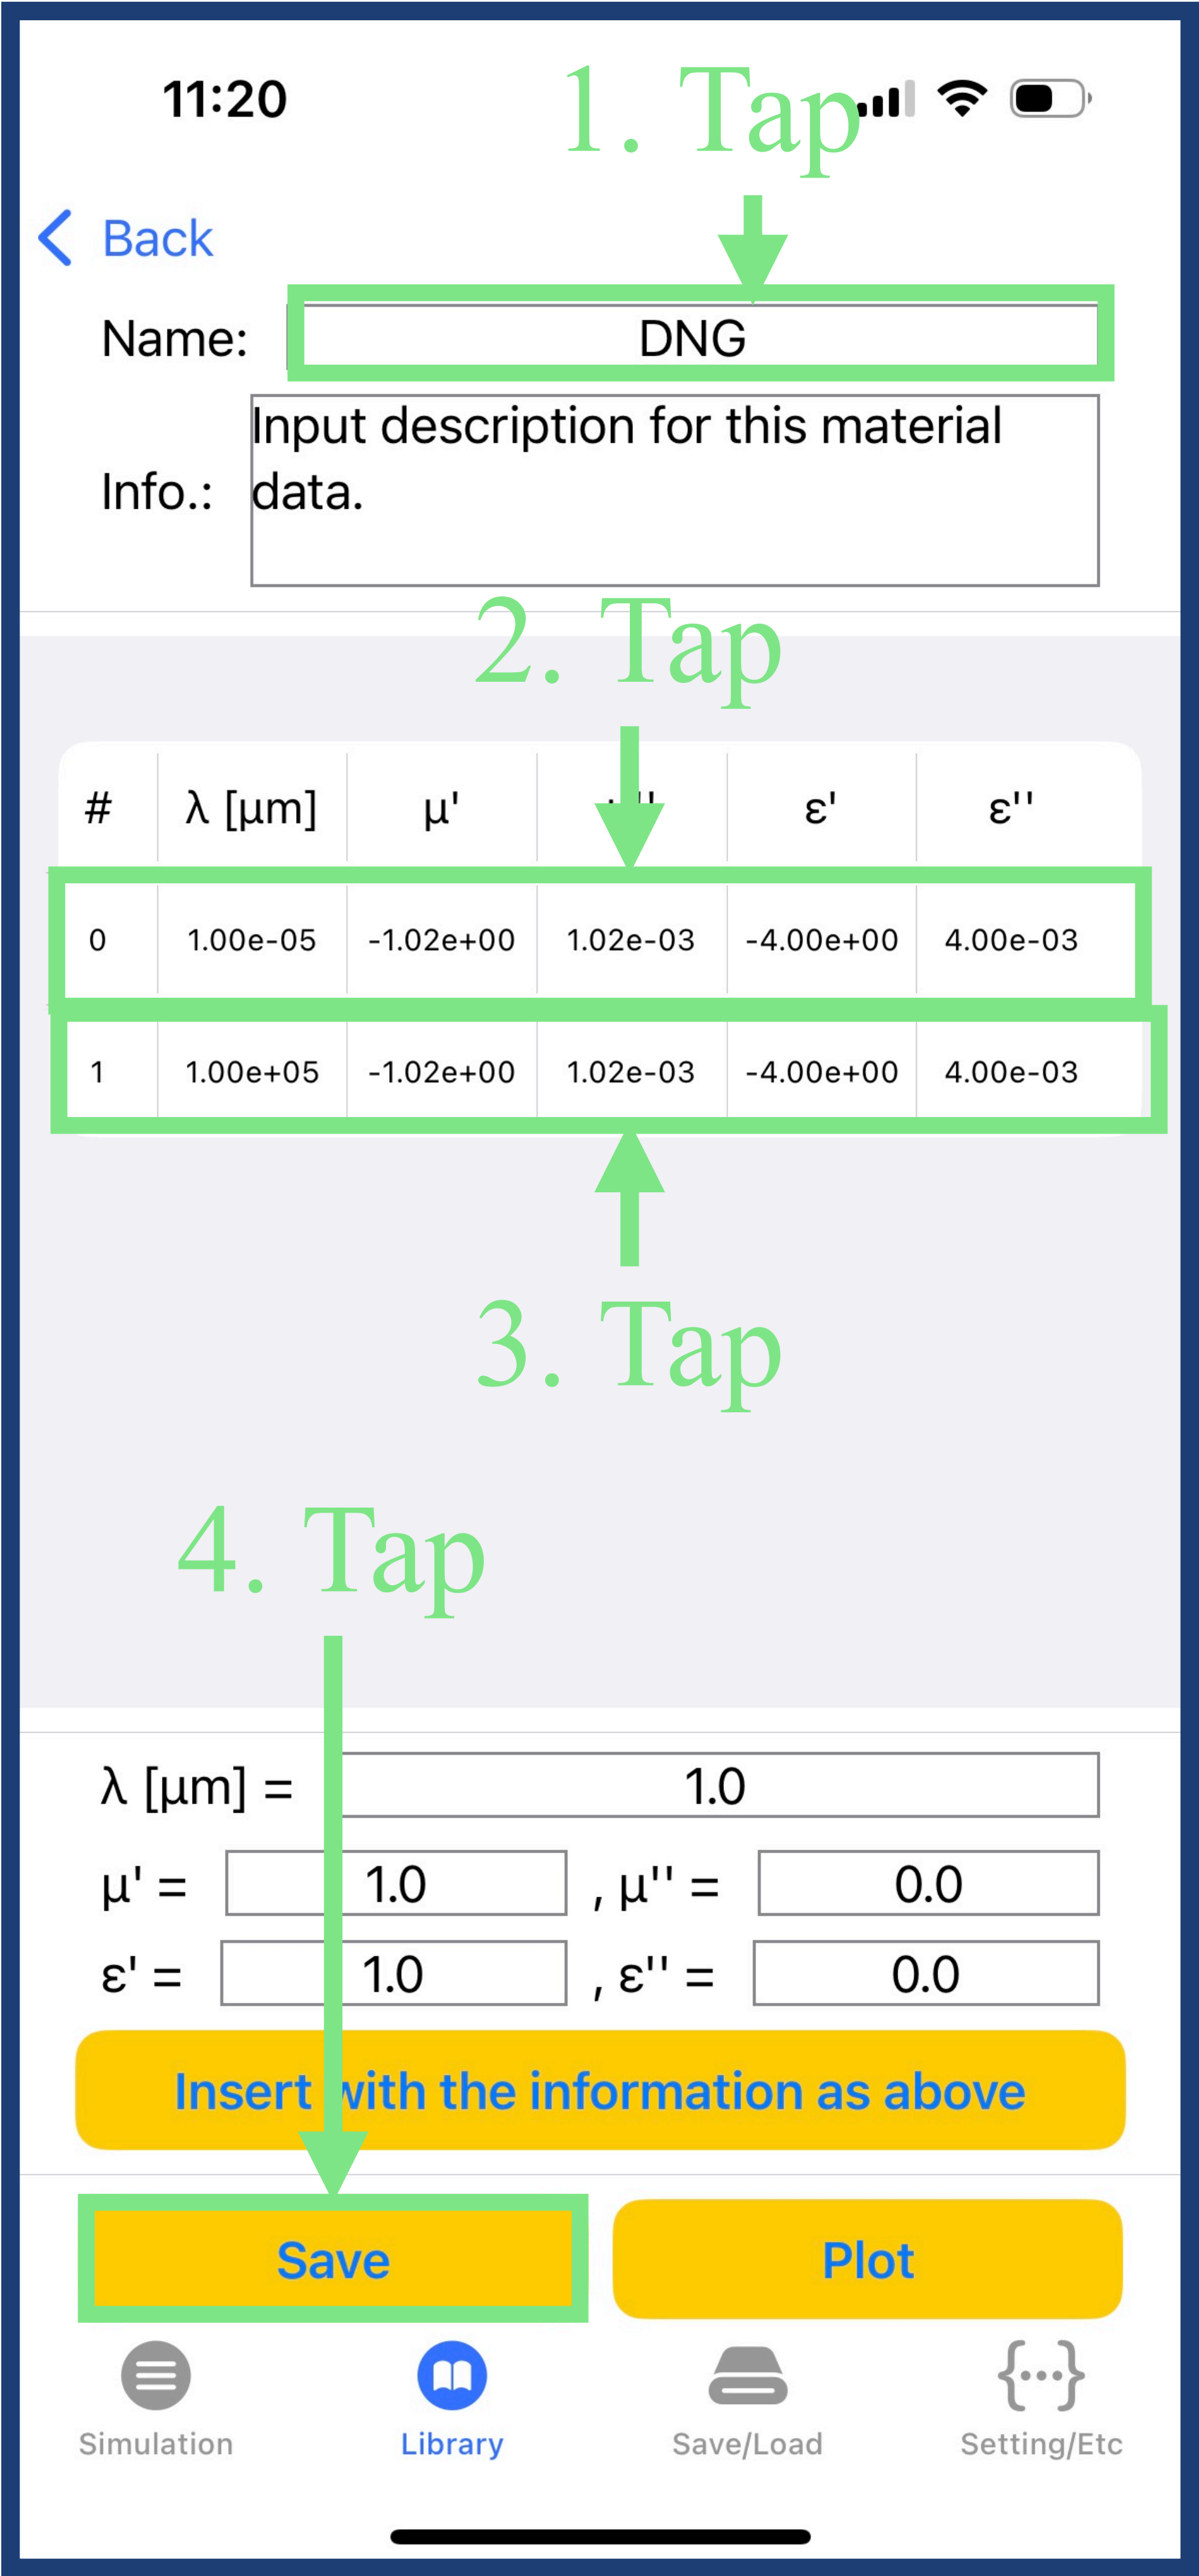 11:20
1. Tap
Back
Name: DNG
Info.: Input description for this material
data.
2. Tap
# λ [μm] μ' ε' ε''
0 1.00e-05 -1.02e+00 1.02e-03 -4.00e+00 4.00e-03
1 1.00e+05 -1.02e+00 1.02e-03 -4.00e+00 4.00e-03
3. Tap
4. Tap
λ [μm] = 1.0
μ' = 1.0 , μ'' = 0.0
ε' = 1.0 , ε'' = 0.0
Insert with the information as above
Save Plot
Simulation Library Save/Load Setting/Etc